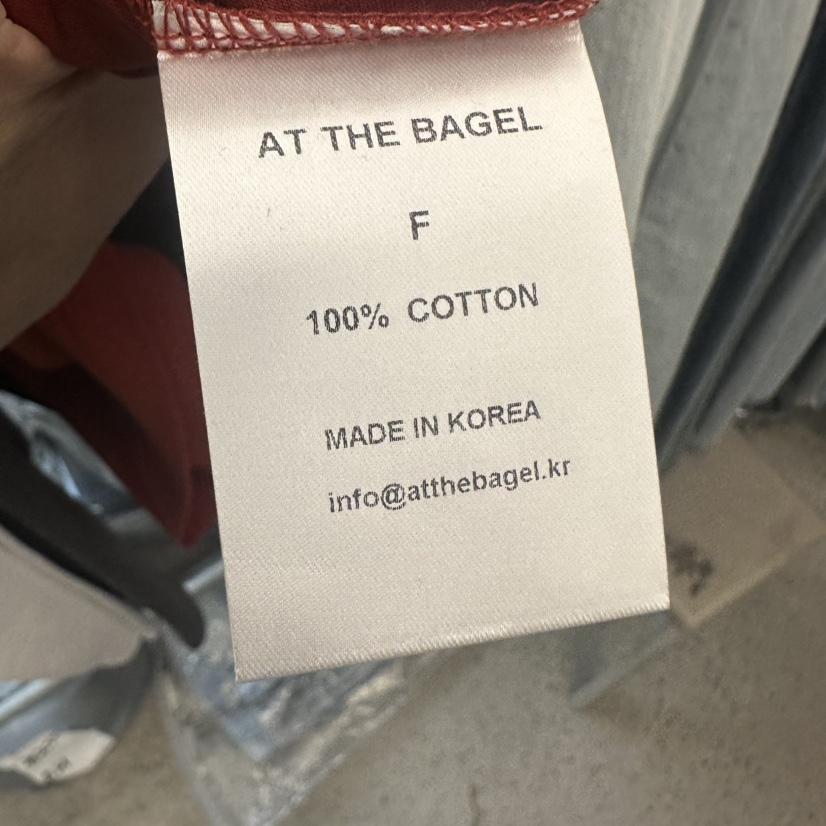 AT THE BAGEL
F
100% COTTON
MADE IN KOREA
info@atthebagel.kr